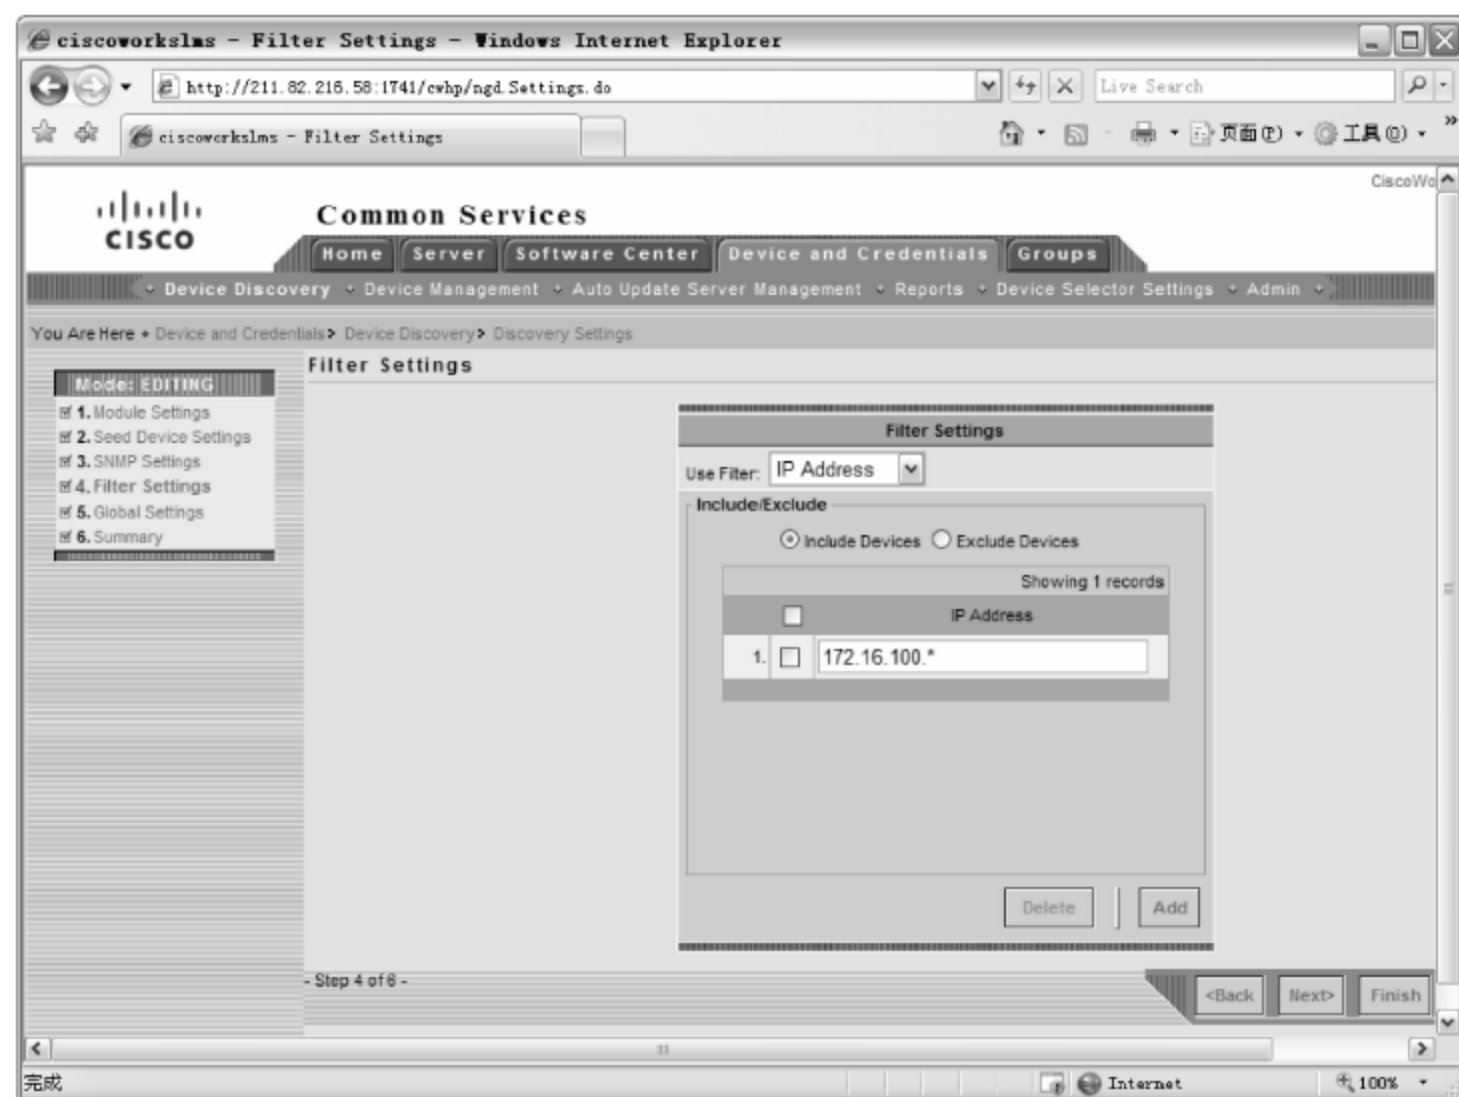 ciscoworkslms - Filter Settings - Windows Internet Explorer
http://211.82.216.58:1741/cwhp/ngd.Settings.do
Live Search
ciscoworkslms - Filter Settings
页面(P)
工具(O)
CiscoWo
CISCO
Common Services
Home Server Software Center Device and Credentials Groups
Device Discovery Device Management Auto Update Server Management Reports Device Selector Settings Admin
You Are Here Device and Credentials> Device Discovery> Discovery Settings
Mode: EDITING
1. Module Settings
2. Seed Device Settings
3. SNMP Settings
4. Filter Settings
5. Global Settings
6. Summary
Filter Settings
Filter Settings
Use Filter: IP Address
Include/Exclude
Include Devices Exclude Devices
Showing 1 records
IP Address
1. 172.16.100.*
Delete Add
- Step 4 of 6 -
<Back Next> Finish
完成
Internet
100%